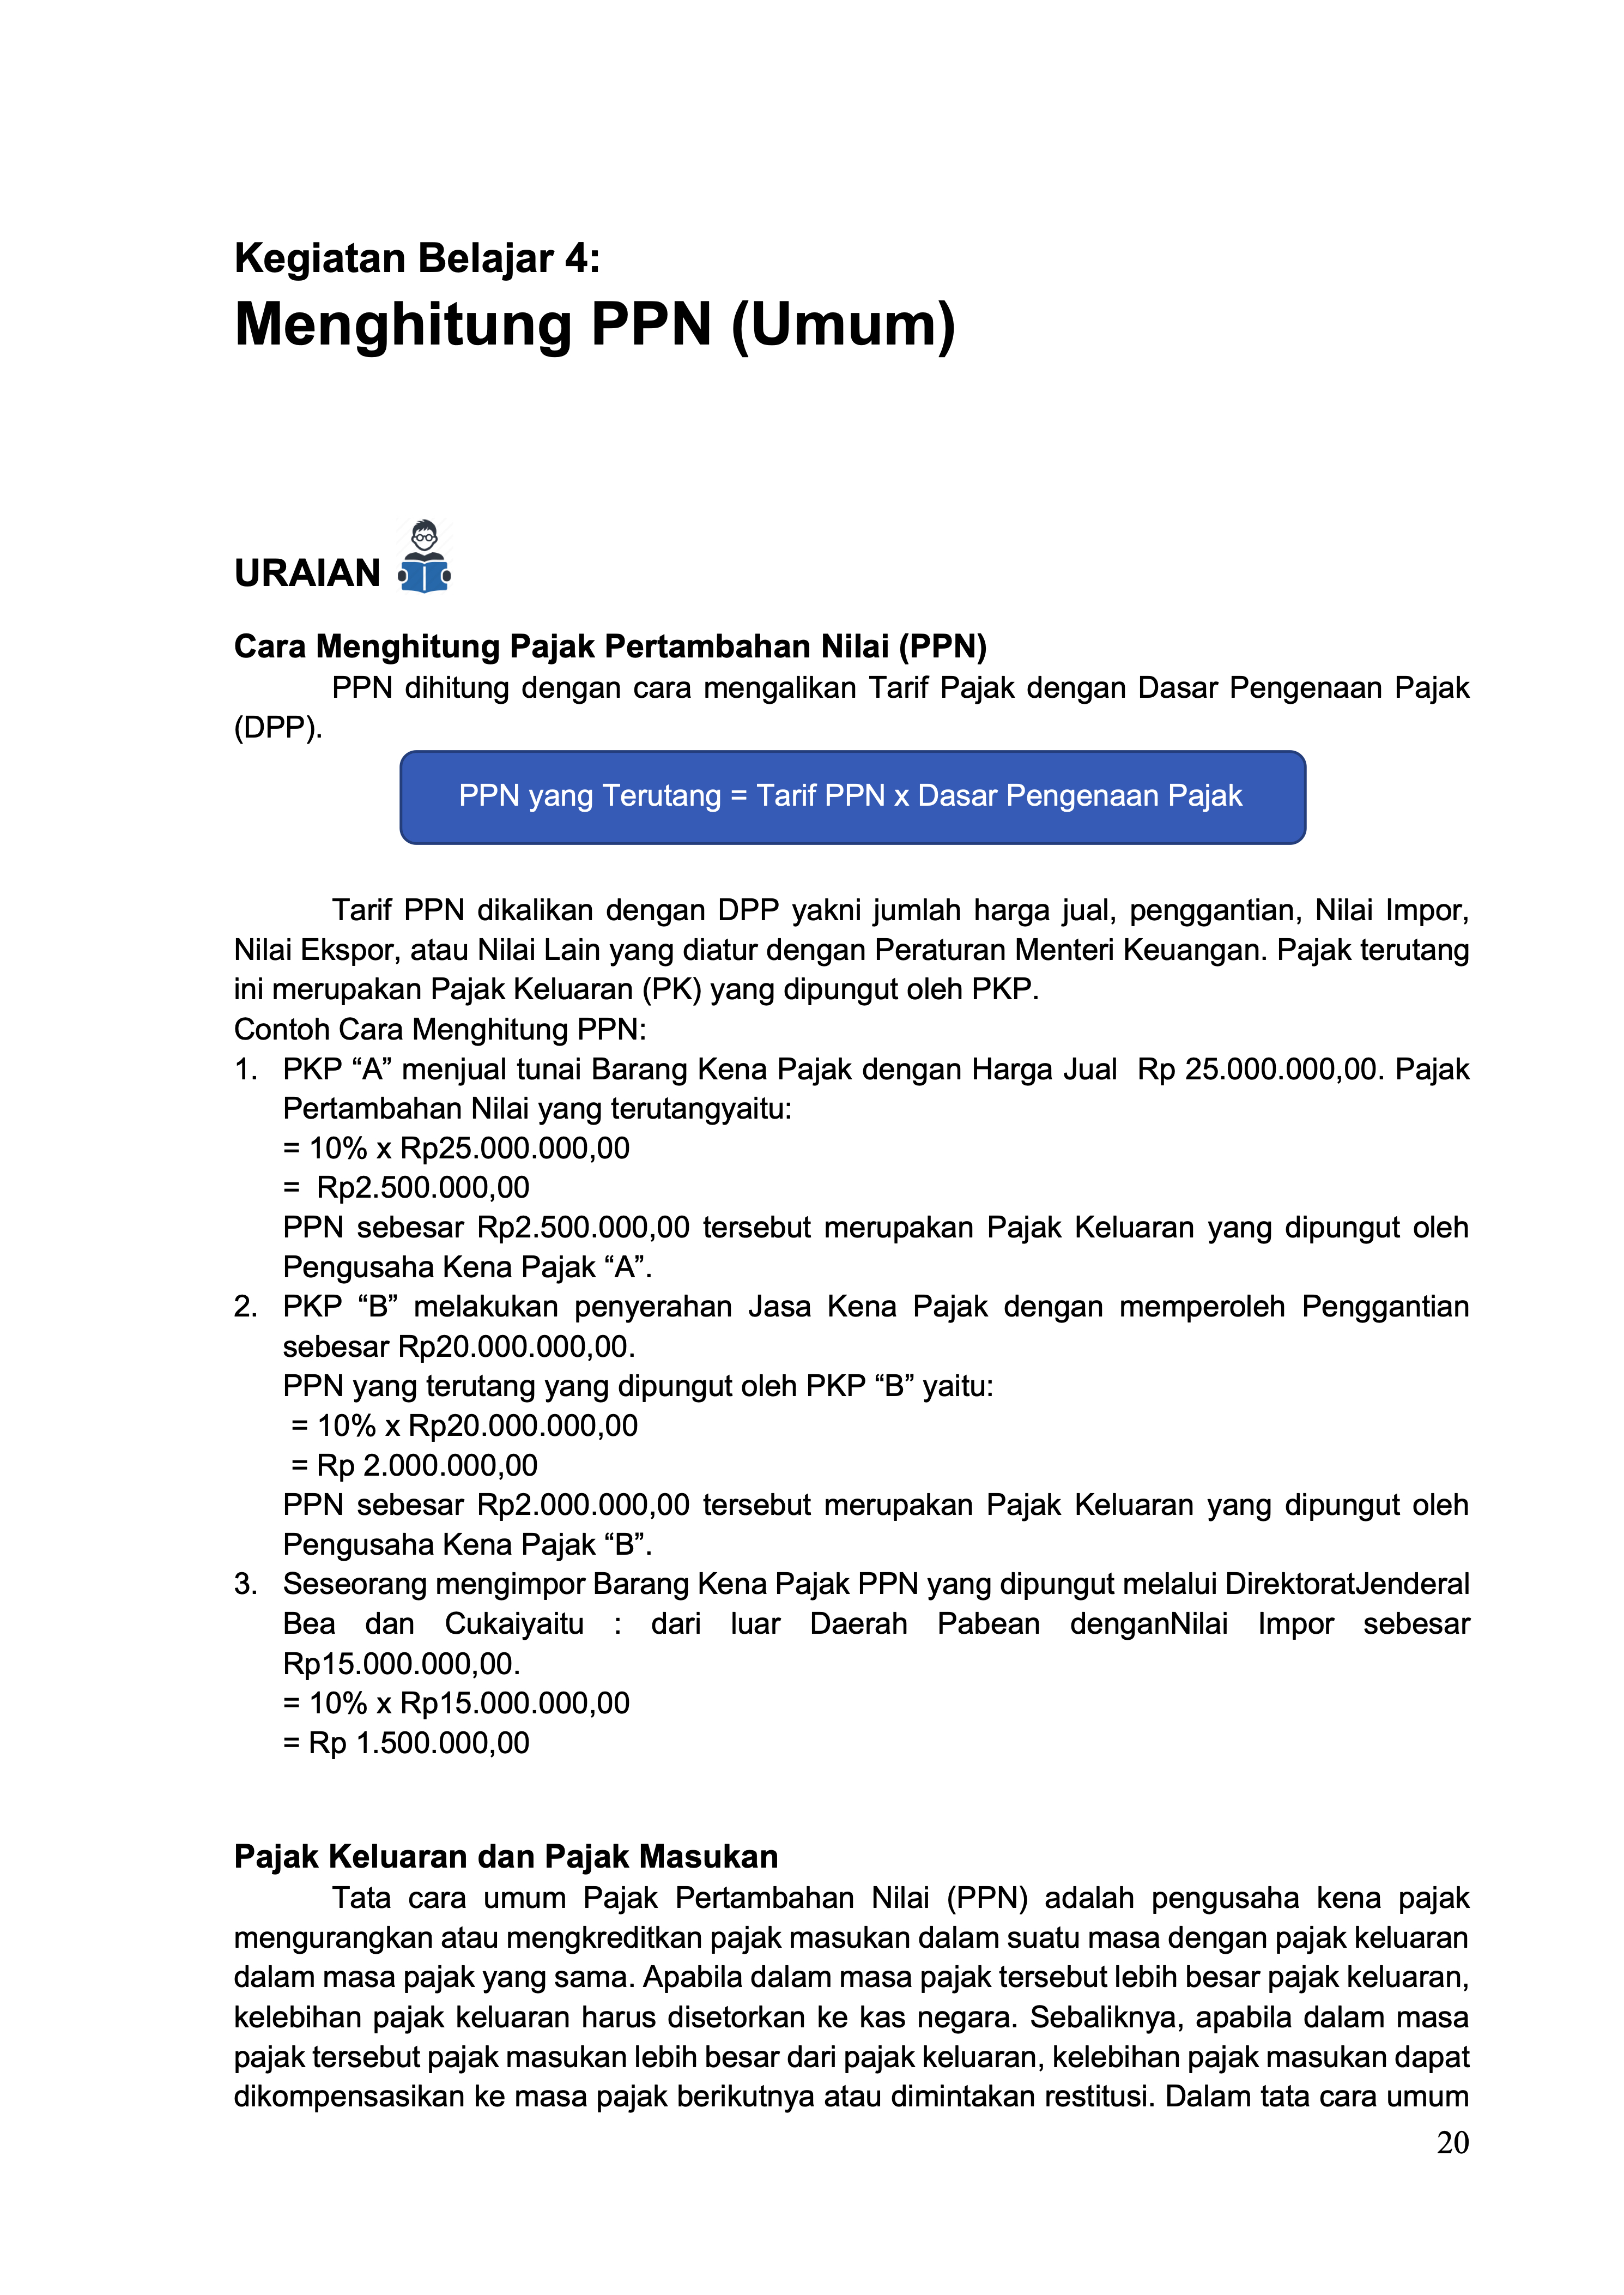 Kegiatan Belajar 4:
Menghitung PPN (Umum)
URAIAN
Cara Menghitung Pajak Pertambahan Nilai (PPN)
PPN dihitung dengan cara mengalikan Tarif Pajak dengan Dasar Pengenaan Pajak
(DPP).
PPN yang Terutang = Tarif PPN x Dasar Pengenaan Pajak
Tarif PPN dikalikan dengan DPP yakni jumlah harga jual, penggantian, Nilai Impor,
Nilai Ekspor, atau Nilai Lain yang diatur dengan Peraturan Menteri Keuangan. Pajak terutang
ini merupakan Pajak Keluaran (PK) yang dipungut oleh PKP.
Contoh Cara Menghitung PPN:
1. PKP “A” menjual tunai Barang Kena Pajak dengan Harga Jual Rp 25.000.000,00. Pajak
Pertambahan Nilai yang terutangyaitu:
= 10% x Rp25.000.000,00
= Rp2.500.000,00
PPN sebesar Rp2.500.000,00 tersebut merupakan Pajak Keluaran yang dipungut oleh
Pengusaha Kena Pajak “A”.
2. PKP “B” melakukan penyerahan Jasa Kena Pajak dengan memperoleh Penggantian
sebesar Rp20.000.000,00.
PPN yang terutang yang dipungut oleh PKP “B” yaitu:
= 10% x Rp20.000.000,00
= Rp 2.000.000,00
PPN sebesar Rp2.000.000,00 tersebut merupakan Pajak Keluaran yang dipungut oleh
Pengusaha Kena Pajak “B”.
3. Seseorang mengimpor Barang Kena Pajak PPN yang dipungut melalui DirektoratJenderal
Bea dan Cukaiyaitu : dari luar Daerah Pabean denganNilai Impor sebesar
Rp15.000.000,00.
= 10% x Rp15.000.000,00
= Rp 1.500.000,00
Pajak Keluaran dan Pajak Masukan
Tata cara umum Pajak Pertambahan Nilai (PPN) adalah pengusaha kena pajak
mengurangkan atau mengkreditkan pajak masukan dalam suatu masa dengan pajak keluaran
dalam masa pajak yang sama. Apabila dalam masa pajak tersebut lebih besar pajak keluaran,
kelebihan pajak keluaran harus disetorkan ke kas negara. Sebaliknya, apabila dalam masa
pajak tersebut pajak masukan lebih besar dari pajak keluaran, kelebihan pajak masukan dapat
dikompensasikan ke masa pajak berikutnya atau dimintakan restitusi. Dalam tata cara umum
20